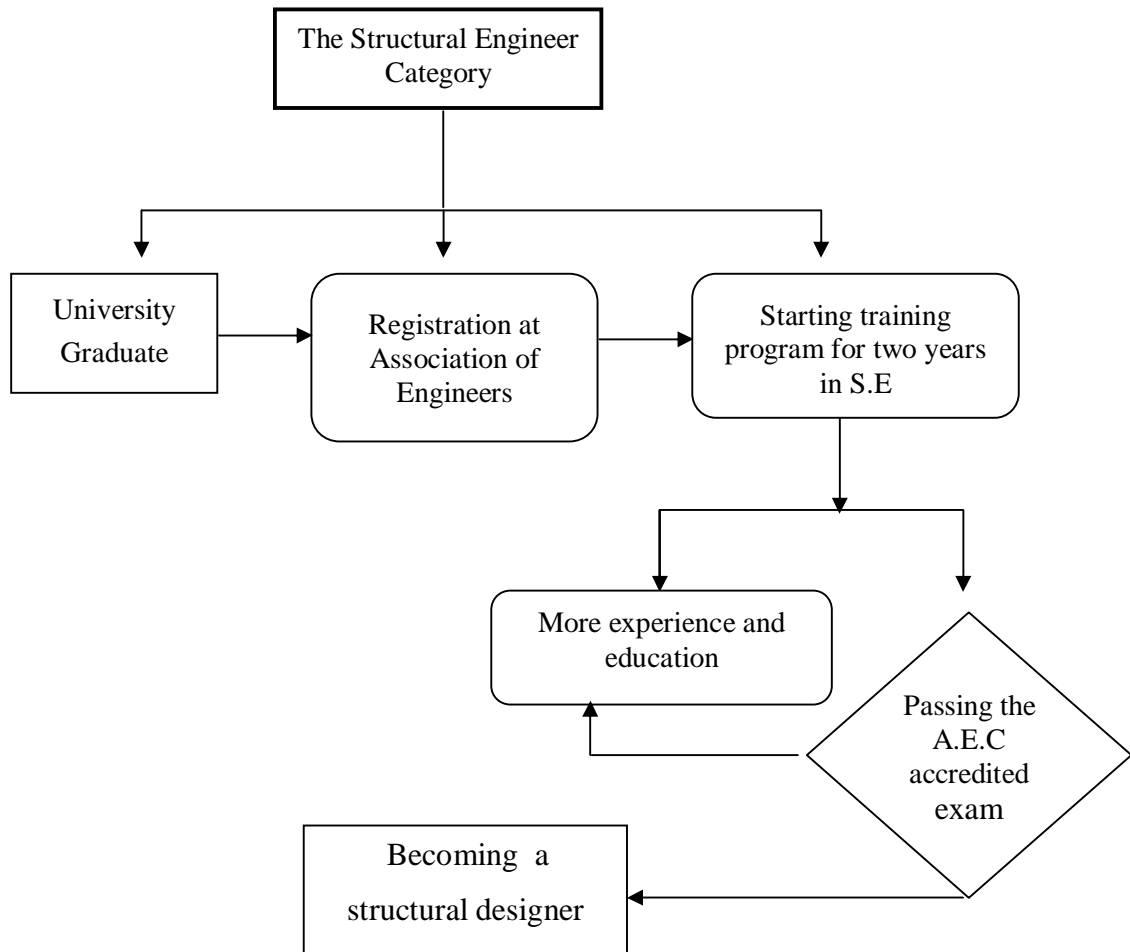 The Structural Engineer
Category
University
Graduate
Registration at
Association of
Engineers
Starting training
program for two years
in S.E
More experience and
education
Passing the
A.E.C
accredited
exam
Becoming a
structural designer